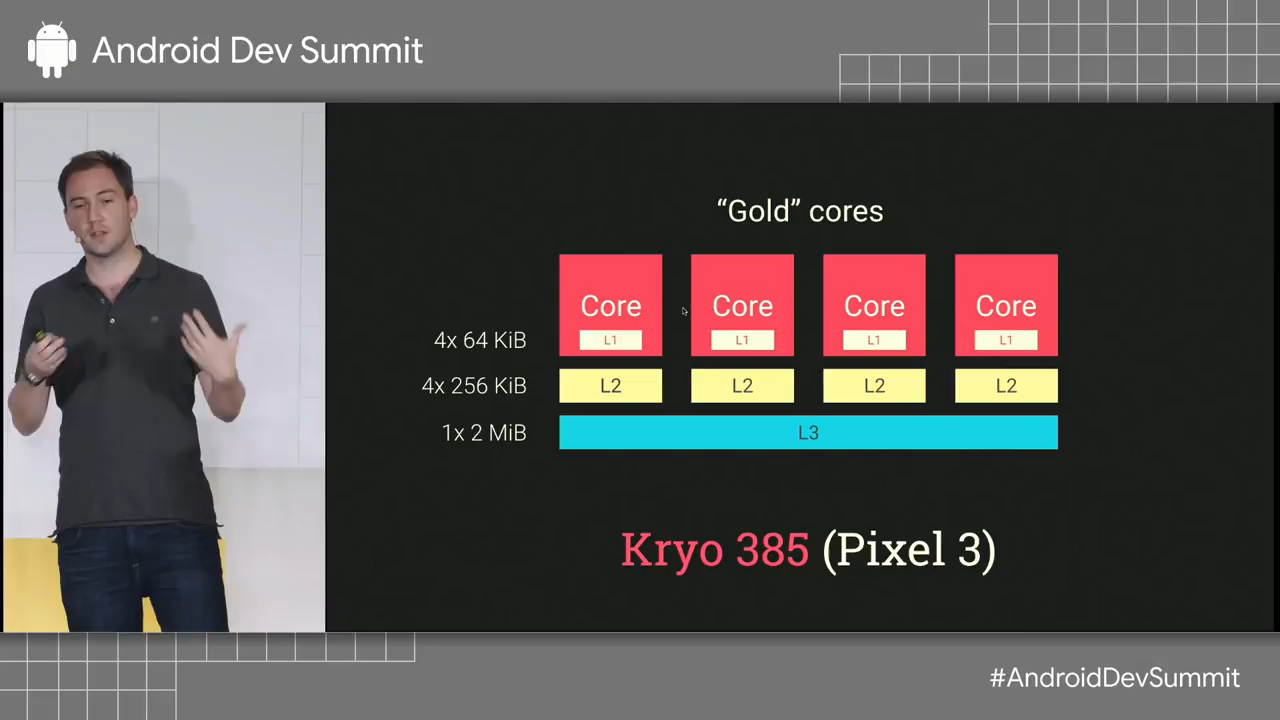 Android Dev Summit
“Gold” cores
Core Core Core Core
4x 64 KiB L1 L1 L1 L1
4x 256 KiB L2 L2 L2 L2
1x 2 MiB L3
Kryo 385 (Pixel 3)
#AndroidDevSummit